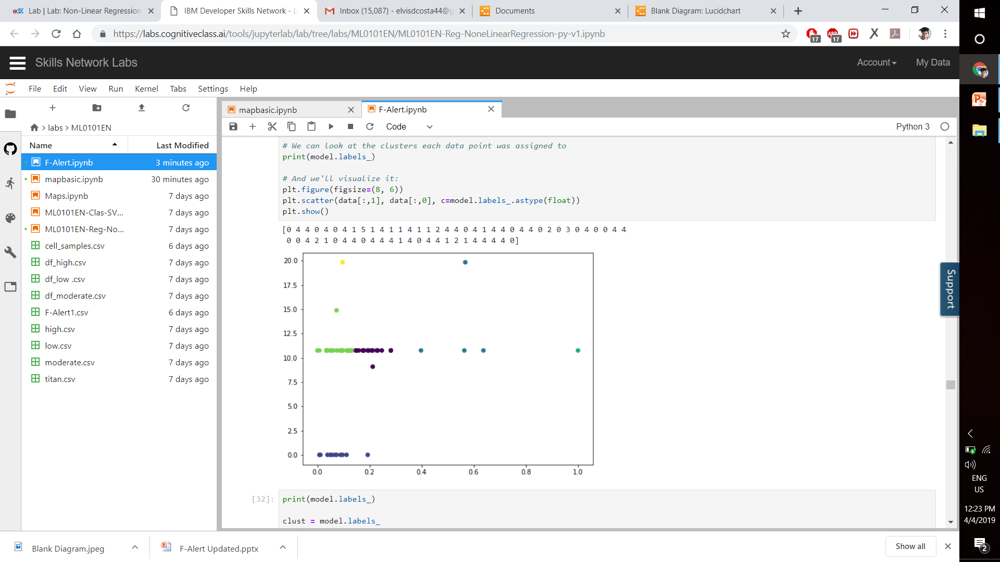 Lab | Lab: Non-Linear Regression
IBM Developer Skills Network - L
Inbox (15,087) - elvisdcosta44@g
Documents
Blank Diagram: Lucidchart
https://labs.cognitiveclass.ai/tools/jupyterlab/lab/tree/labs/ML0101EN/ML0101EN-Reg-NoneLinearRegression-py-v1.ipynb
17
ABP
17
Skills Network Labs
Account
My Data
File Edit View Run Kernel Tabs Settings Help
mapbasic.ipynb
F-Alert.ipynb
Code
Python 3
labs > ML0101EN
Name Last Modified
F-Alert.ipynb 3 minutes ago
mapbasic.ipynb 30 minutes ago
Maps.ipynb 7 days ago
ML0101EN-Clas-SV... 7 days ago
ML0101EN-Reg-No... 7 days ago
cell_samples.csv 6 days ago
df_high.csv 7 days ago
df_low .csv 7 days ago
df_moderate.csv 7 days ago
F-Alert1.csv 6 days ago
high.csv 7 days ago
low.csv 7 days ago
moderate.csv 7 days ago
titan.csv 7 days ago
# We can look at the clusters each data point was assigned to
print(model.labels_)
# And we'll visualize it:
plt.figure(figsize=(8, 6))
plt.scatter(data[:,1], data[:,0], c=model.labels_.astype(float))
plt.show()
[0 4 4 0 4 0 4 1 5 1 4 1 1 4 1 1 2 4 4 0 4 1 4 4 0 4 4 0 2 0 3 0 4 0 0 4 4
0 0 4 2 1 0 4 4 0 4 4 4 1 4 0 4 4 1 2 1 4 4 4 4 0]
20.0
17.5
15.0
12.5
10.0
7.5
5.0
2.5
0.0
0.0 0.2 0.4 0.6 0.8 1.0
[32]:
print(model.labels_)
clust = model.labels_
Support
ENG
US
12:23 PM
4/4/2019
2
Blank Diagram.jpeg
F-Alert Updated.pptx
Show all